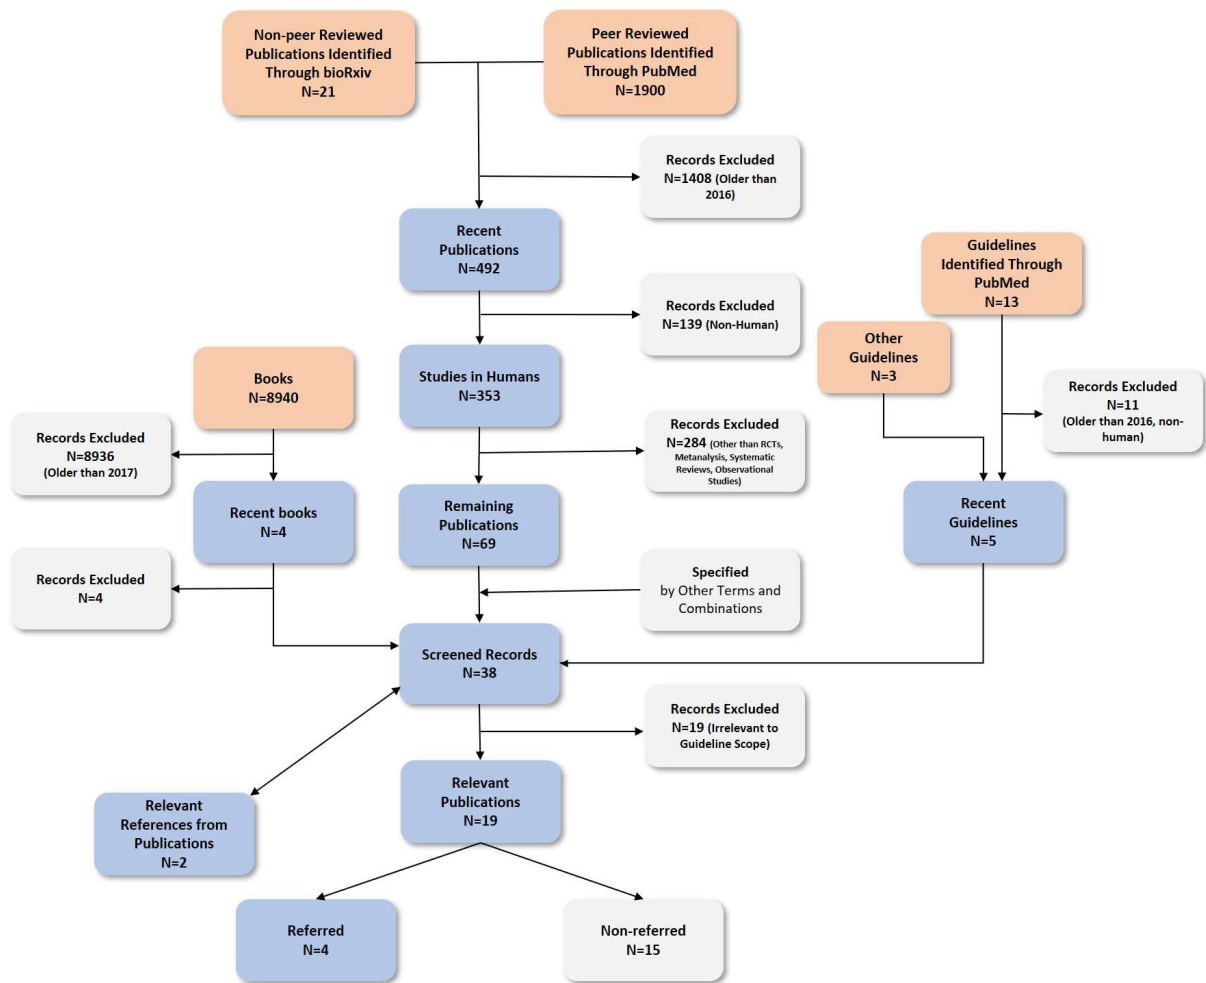 Non-peer Reviewed
Publications Identified
Through bioRxiv
N=21
Peer Reviewed
Publications Identified
Through PubMed
N=1900
Records Excluded
N=1408 (Older than
2016)
Recent
Publications
N=492
Guidelines
Identified Through
PubMed
N=13
Records Excluded
N=139 (Non-Human)
Other
Guidelines
N=3
Books
N=8940
Studies in Humans
N=353
Records Excluded
N=11
(Older than 2016, non-
human)
Records Excluded
N=8936
(Older than 2017)
Records Excluded
N=284 (Other than RCTs,
Metanalysis, Systematic
Reviews, Observational
Studies)
Recent books
N=4
Remaining
Publications
N=69
Recent
Guidelines
N=5
Records Excluded
N=4
Specified
by Other Terms and
Combinations
Screened Records
N=38
Records Excluded
N=19 (Irrelevant to
Guideline Scope)
Relevant
References from
Publications
N=2
Relevant
Publications
N=19
Referred
N=4
Non-referred
N=15